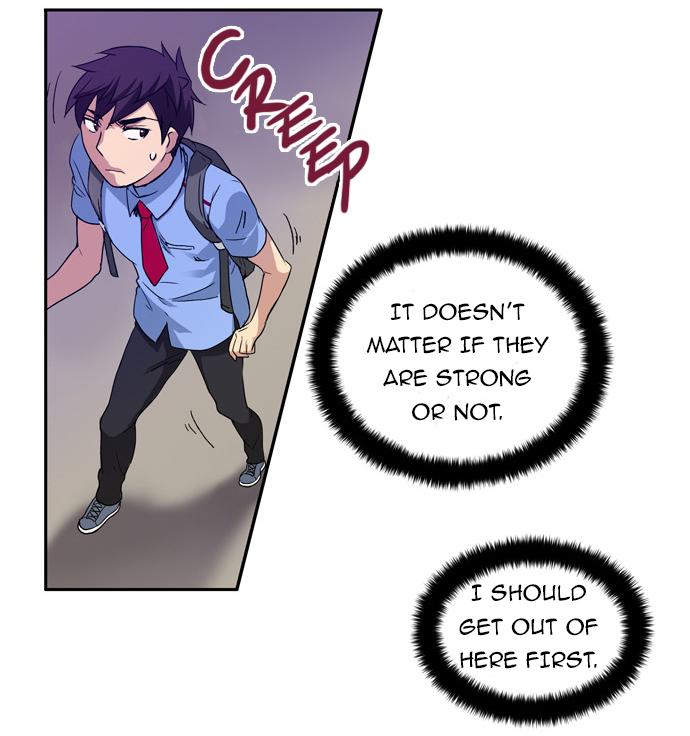 CREEP
IT DOESN'T
MATTER IF THEY
ARE STRONG
OR NOT.
I SHOULD
GET OUT OF
HERE FIRST.